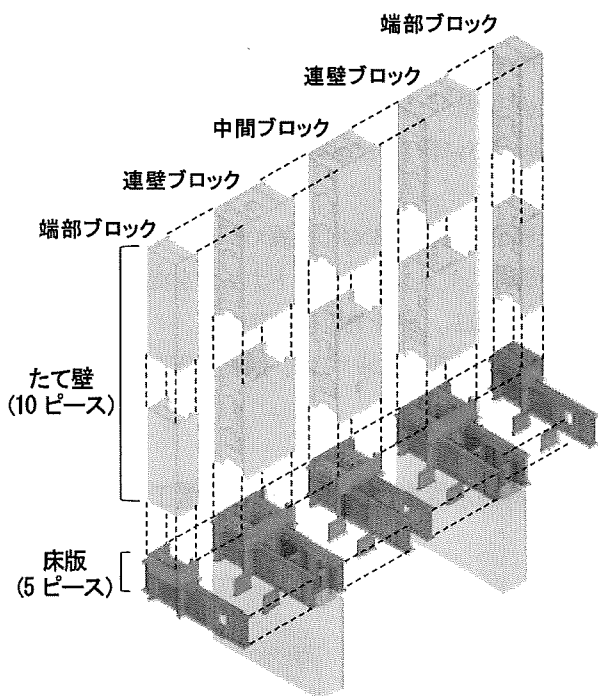 端部ブロック
連壁ブロック
中間ブロック
連壁ブロック
端部ブロック
たて壁
(10 ピース)
床版
(5 ピース)